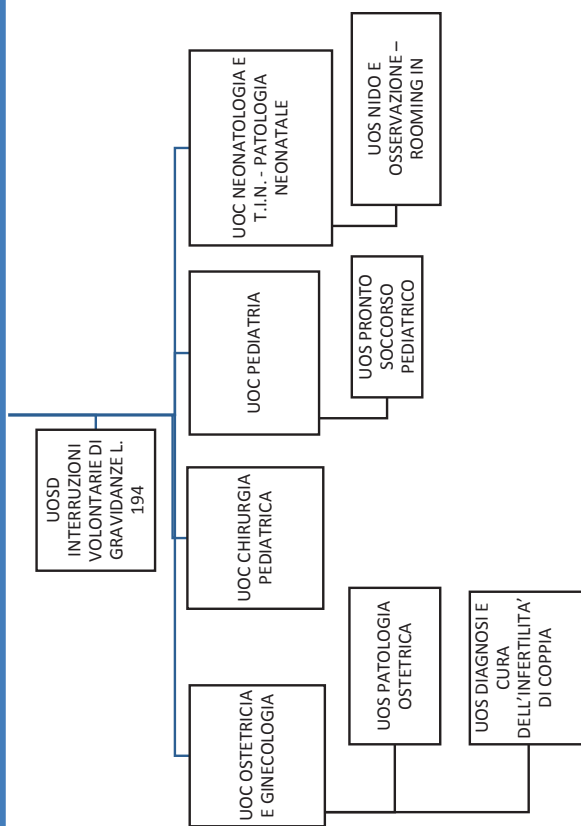 UOSD
INTERRUZIONI
VOLONTARIE DI
GRAVIDANZE L.
194
UOC OSTETRICIA
E GINECOLOGIA
UOC CHIRURGIA
PEDIATRICA
UOC PEDIATRIA
UOC NEONATOLOGIA E
T.I.N. - PATOLOGIA
NEONATALE
UOS PATOLOGIA
OSTETRICA
UOS PRONTO
SOCCORSO
PEDIATRICO
UOS NIDO E
OSSERVAZIONE –
ROOMING IN
UOS DIAGNOSI E
CURA
DELL’INFERTILITA’
DI COPPIA